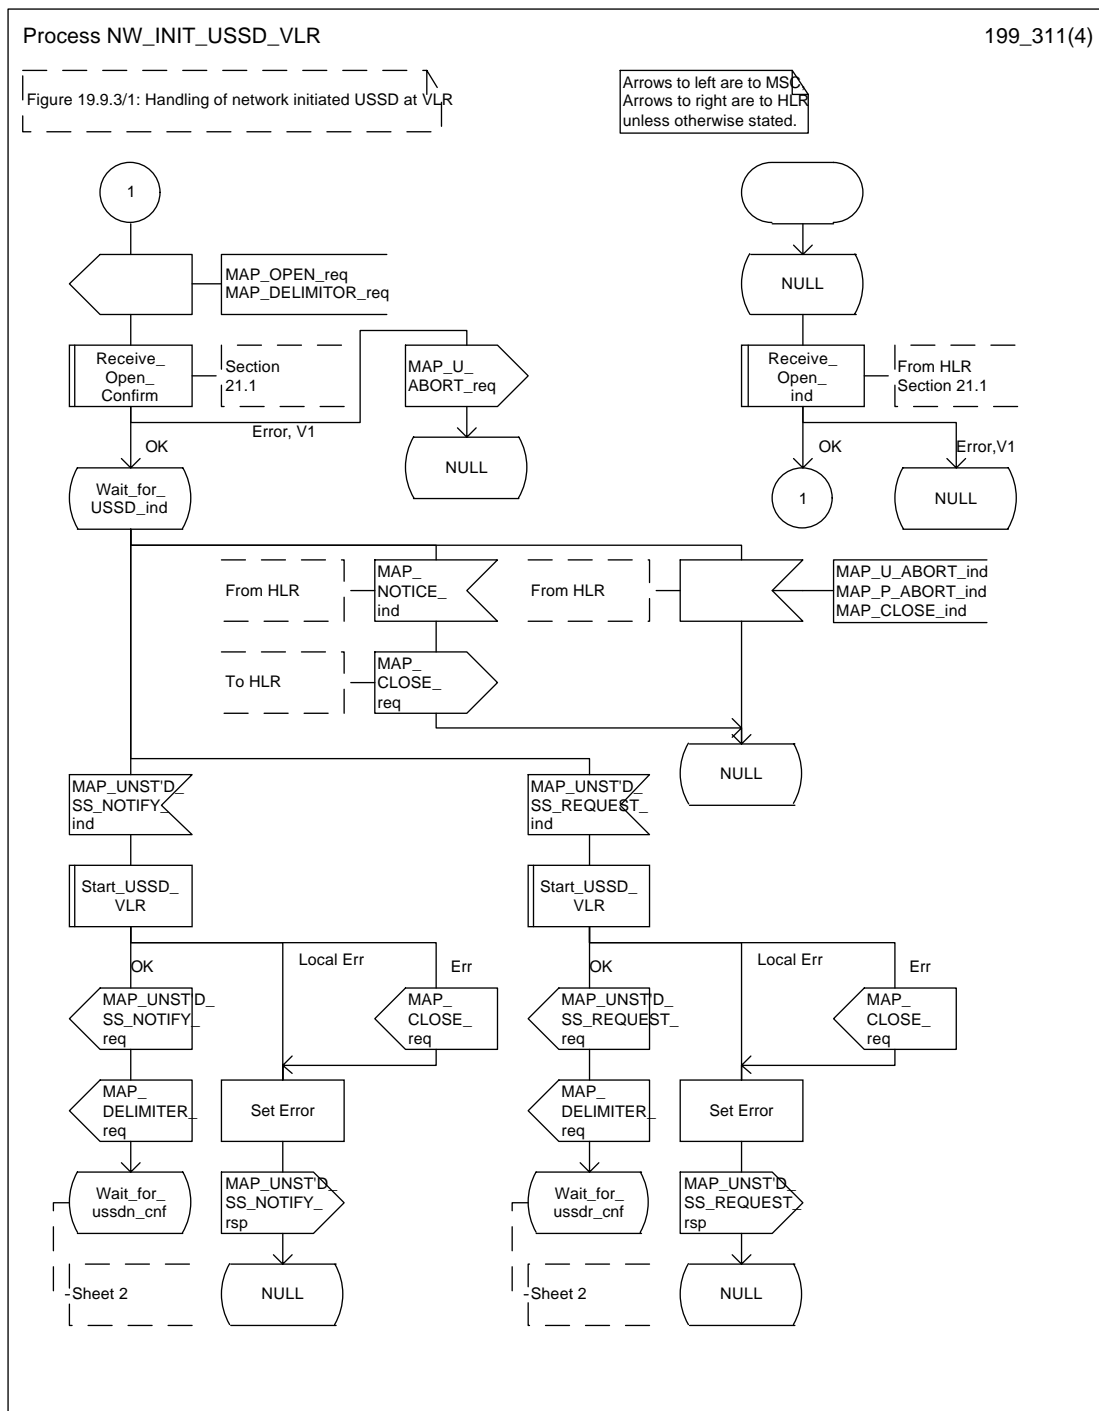 Process NW_INIT_USSD_VLR
199_311(4)
Figure 19.9.3/1: Handling of network initiated USSD at VLR
Arrows to left are to MSC
Arrows to right are to HLR
unless otherwise stated.
1
MAP_OPEN_req
MAP_DELIMITOR_req
NULL
Receive_
Open_
Confirm
Section
21.1
MAP_U_
ABORT_req
Receive_
Open_
ind
From HLR
Section 21.1
Error, V1
OK
NULL
OK
Error,V1
Wait_for_
USSD_ind
1
NULL
From HLR
MAP_
NOTICE_
ind
From HLR
MAP_U_ABORT_ind
MAP_P_ABORT_ind
MAP_CLOSE_ind
To HLR
MAP_
CLOSE_
req
NULL
MAP_UNST'D_
SS_NOTIFY_
ind
MAP_UNST'D_
SS_REQUEST_
ind
Start_USSD_
VLR
Start_USSD_
VLR
OK
Local Err
Err
OK
Local Err
Err
MAP_UNST'D_
SS_NOTIFY_
req
MAP_
CLOSE_
req
MAP_UNST'D_
SS_REQUEST_
req
MAP_
CLOSE_
req
MAP_
DELIMITER_
req
Set Error
MAP_
DELIMITER_
req
Set Error
Wait_for_
ussdn_cnf
MAP_UNST'D_
SS_NOTIFY_
rsp
Wait_for_
ussdr_cnf
MAP_UNST'D_
SS_REQUEST_
rsp
Sheet 2
NULL
Sheet 2
NULL